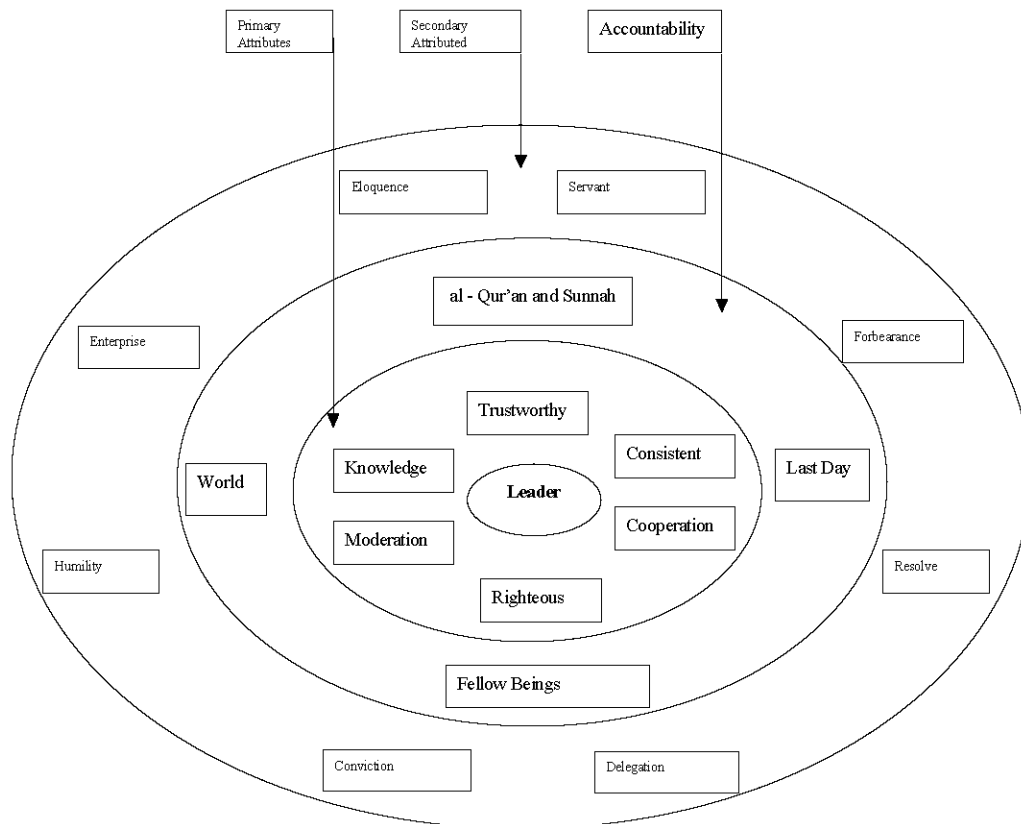 Primary
Attributes
Secondary
Attributed
Accountability
Eloquence
Servant
al - Qur'an and Sunnah
Enterprise
Forbearance
Trustworthy
Knowledge
Consistent
World
Leader
Last Day
Moderation
Cooperation
Humility
Righteous
Resolve
Fellow Beings
Conviction
Delegation